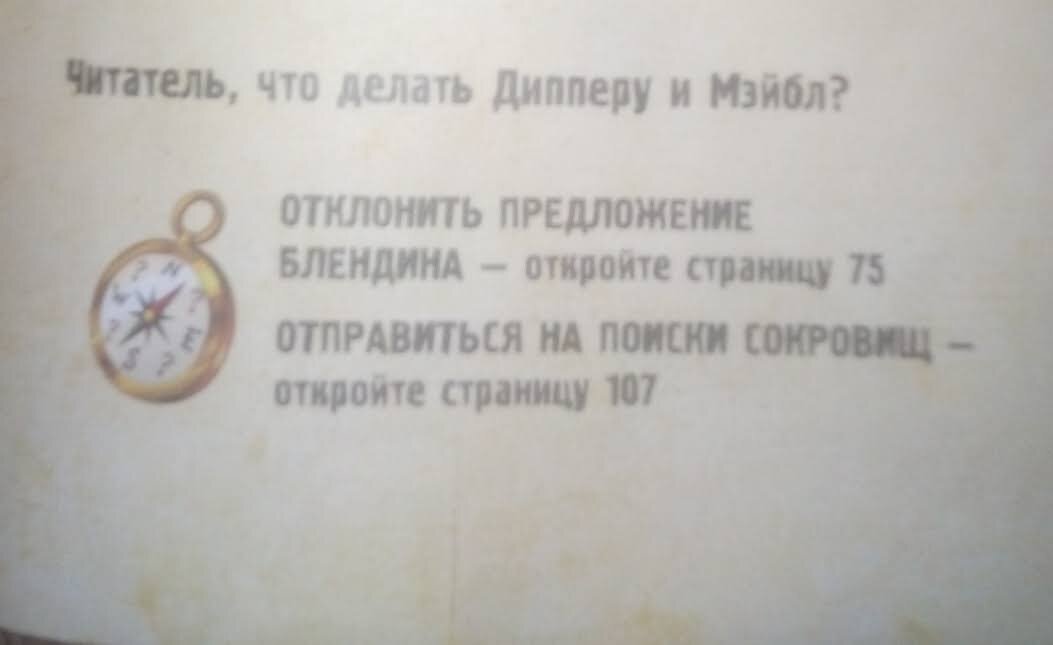 Читатель, что делать Дипперу и Мэйбл?
ОТКЛОНИТЬ ПРЕДЛОЖЕНИЕ
БЛЕНДИНА – откройте страницу 75
ОТПРАВИТЬСЯ НА ПОИСКИ СОКРОВИЩ –
откройте страницу 107
N
?
E
?
S
?
?